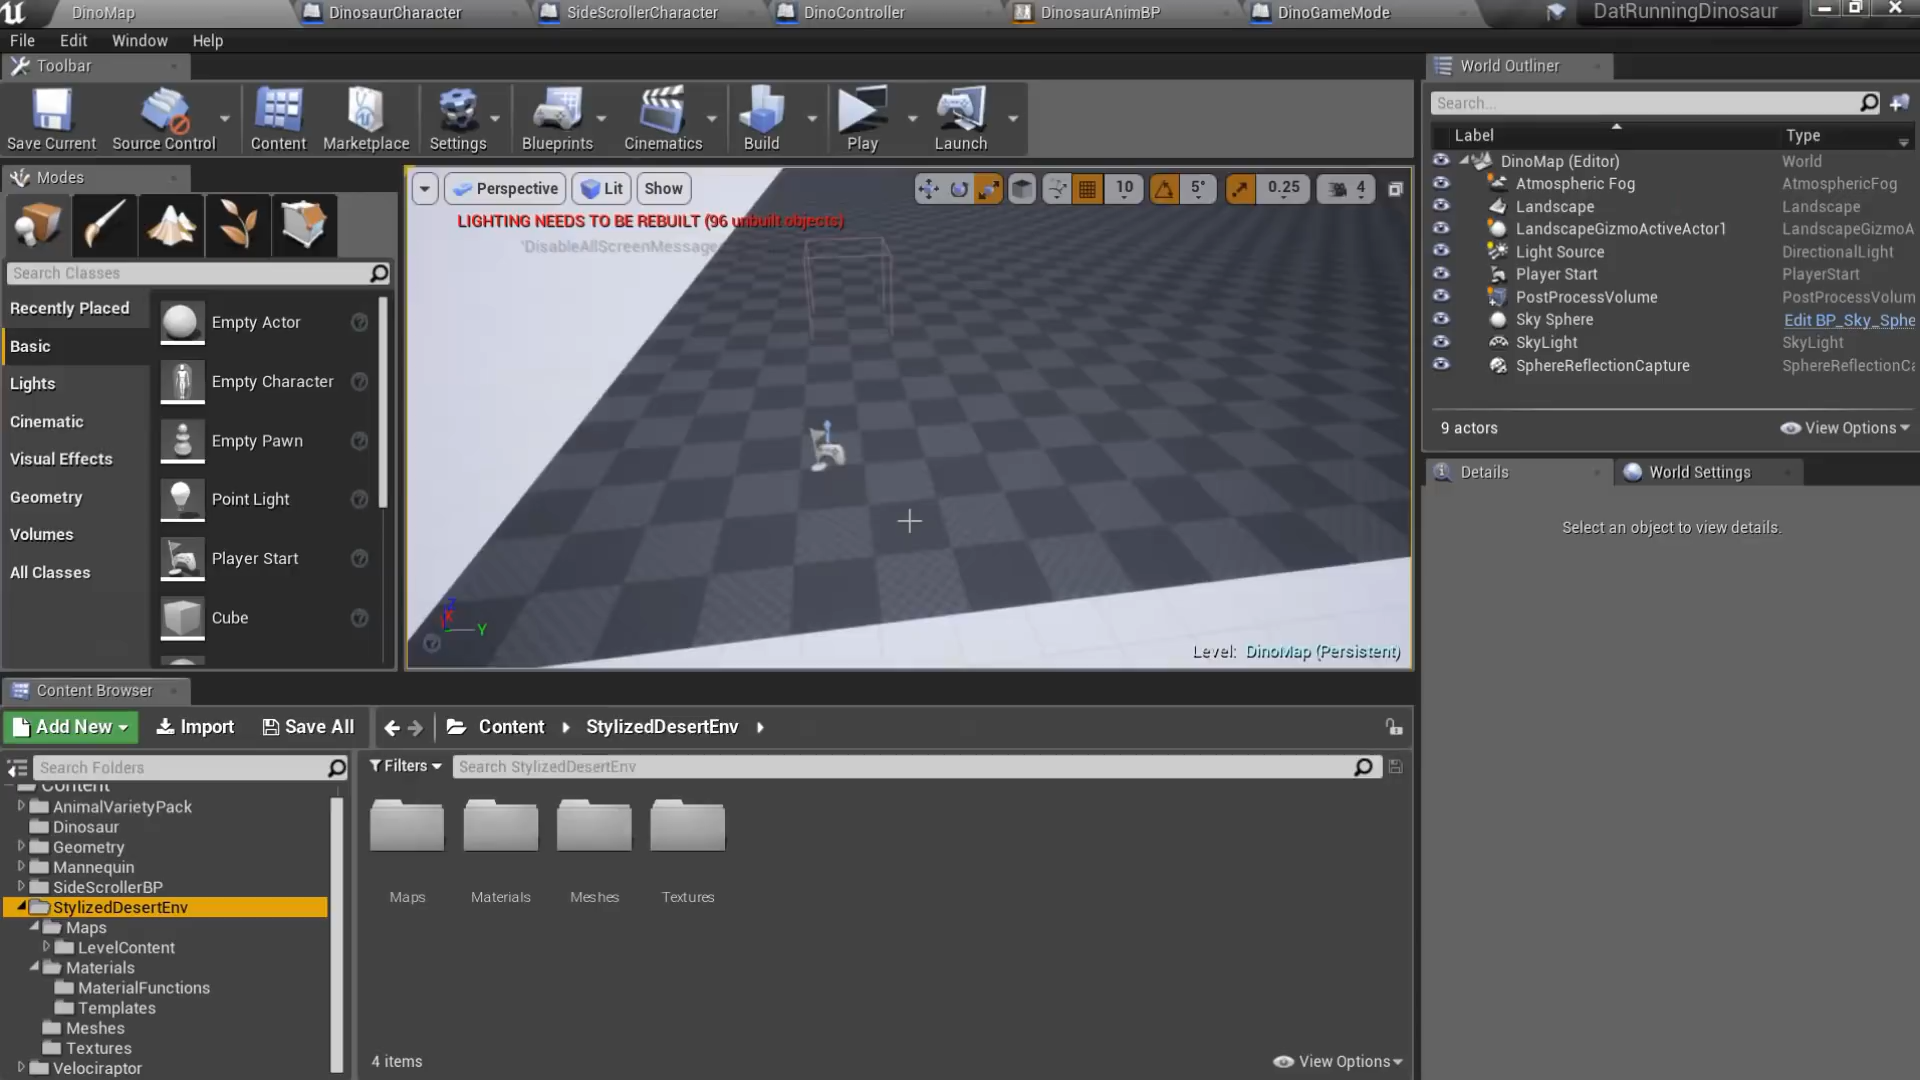 DinoMap
DinosaurCharacter
SideScrollerCharacter
DinoController
DinosaurAnimBP
DinoGameMode
DatRunningDinosaur
File
Edit
Window
Help
Toolbar
Save Current
Source Control
Content
Marketplace
Settings
Blueprints
Cinematics
Build
Play
Launch
Modes
Search Classes
Recently Placed
Basic
Lights
Cinematic
Visual Effects
Geometry
Volumes
All Classes
Empty Actor
Empty Character
Empty Pawn
Point Light
Player Start
Cube
Perspective
Lit
Show
10
5°
0.25
4
LIGHTING NEEDS TO BE REBUILT (96 unbuilt objects)
'DisableAllScreenMessage
Z
X
Y
Level: DinoMap (Persistent)
World Outliner
Search...
Label
Type
DinoMap (Editor) World
Atmospheric Fog AtmosphericFog
Landscape Landscape
LandscapeGizmoActiveActor1 LandscapeGizmoA
Light Source DirectionalLight
Player Start PlayerStart
PostProcessVolume PostProcessVolum
Sky Sphere Edit BP_Sky_Sphe
SkyLight SkyLight
SphereReflectionCapture SphereReflectionCa
9 actors
View Options
Details
World Settings
Select an object to view details.
Content Browser
Add New
Import
Save All
Content
StylizedDesertEnv
Search Folders
Filters
Search StylizedDesertEnv
Content
AnimalVarietyPack
Dinosaur
Geometry
Mannequin
SideScrollerBP
StylizedDesertEnv
Maps
LevelContent
Materials
MaterialFunctions
Templates
Meshes
Textures
Velociraptor
Maps
Materials
Meshes
Textures
4 items
View Options